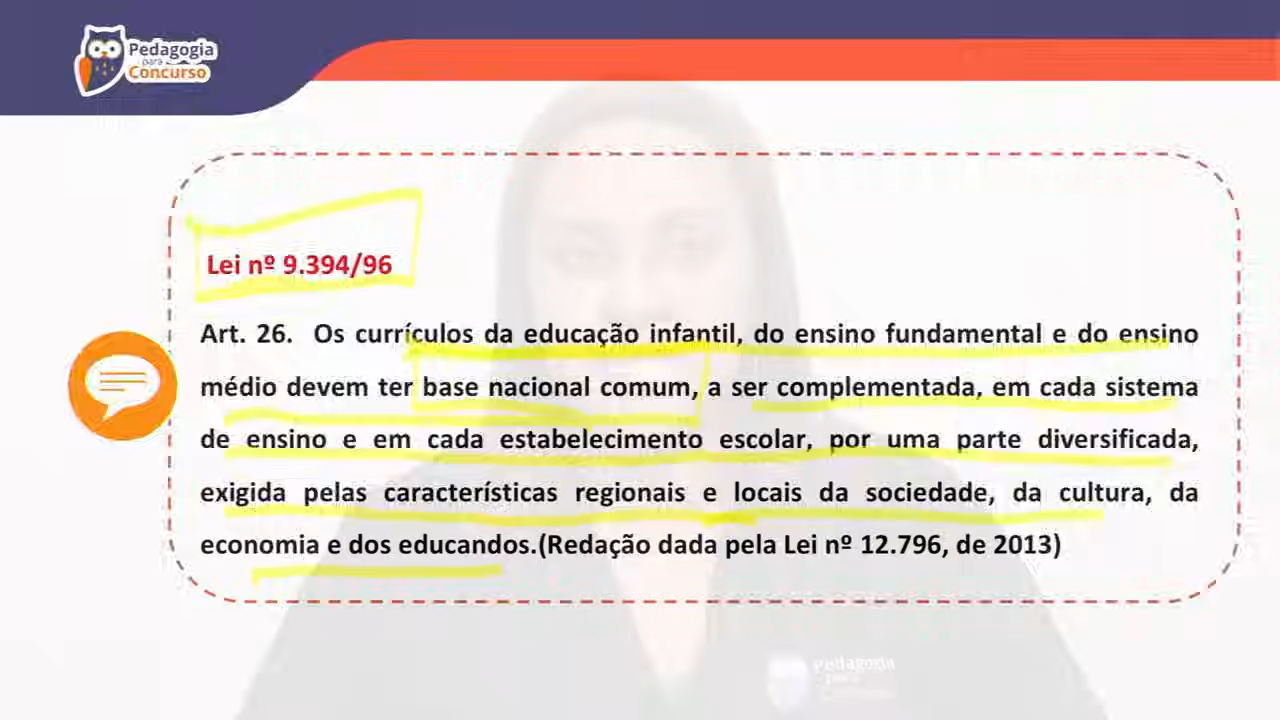 Pedagogia
para
Concurso
Lei nº 9.394/96
Art. 26. Os currículos da educação infantil, do ensino fundamental e do ensino
médio devem ter base nacional comum, a ser complementada, em cada sistema
de ensino e em cada estabelecimento escolar, por uma parte diversificada,
exigida pelas características regionais e locais da sociedade, da cultura, da
economia e dos educandos.(Redação dada pela Lei nº 12.796, de 2013)
Pedagogia
para
Concurso